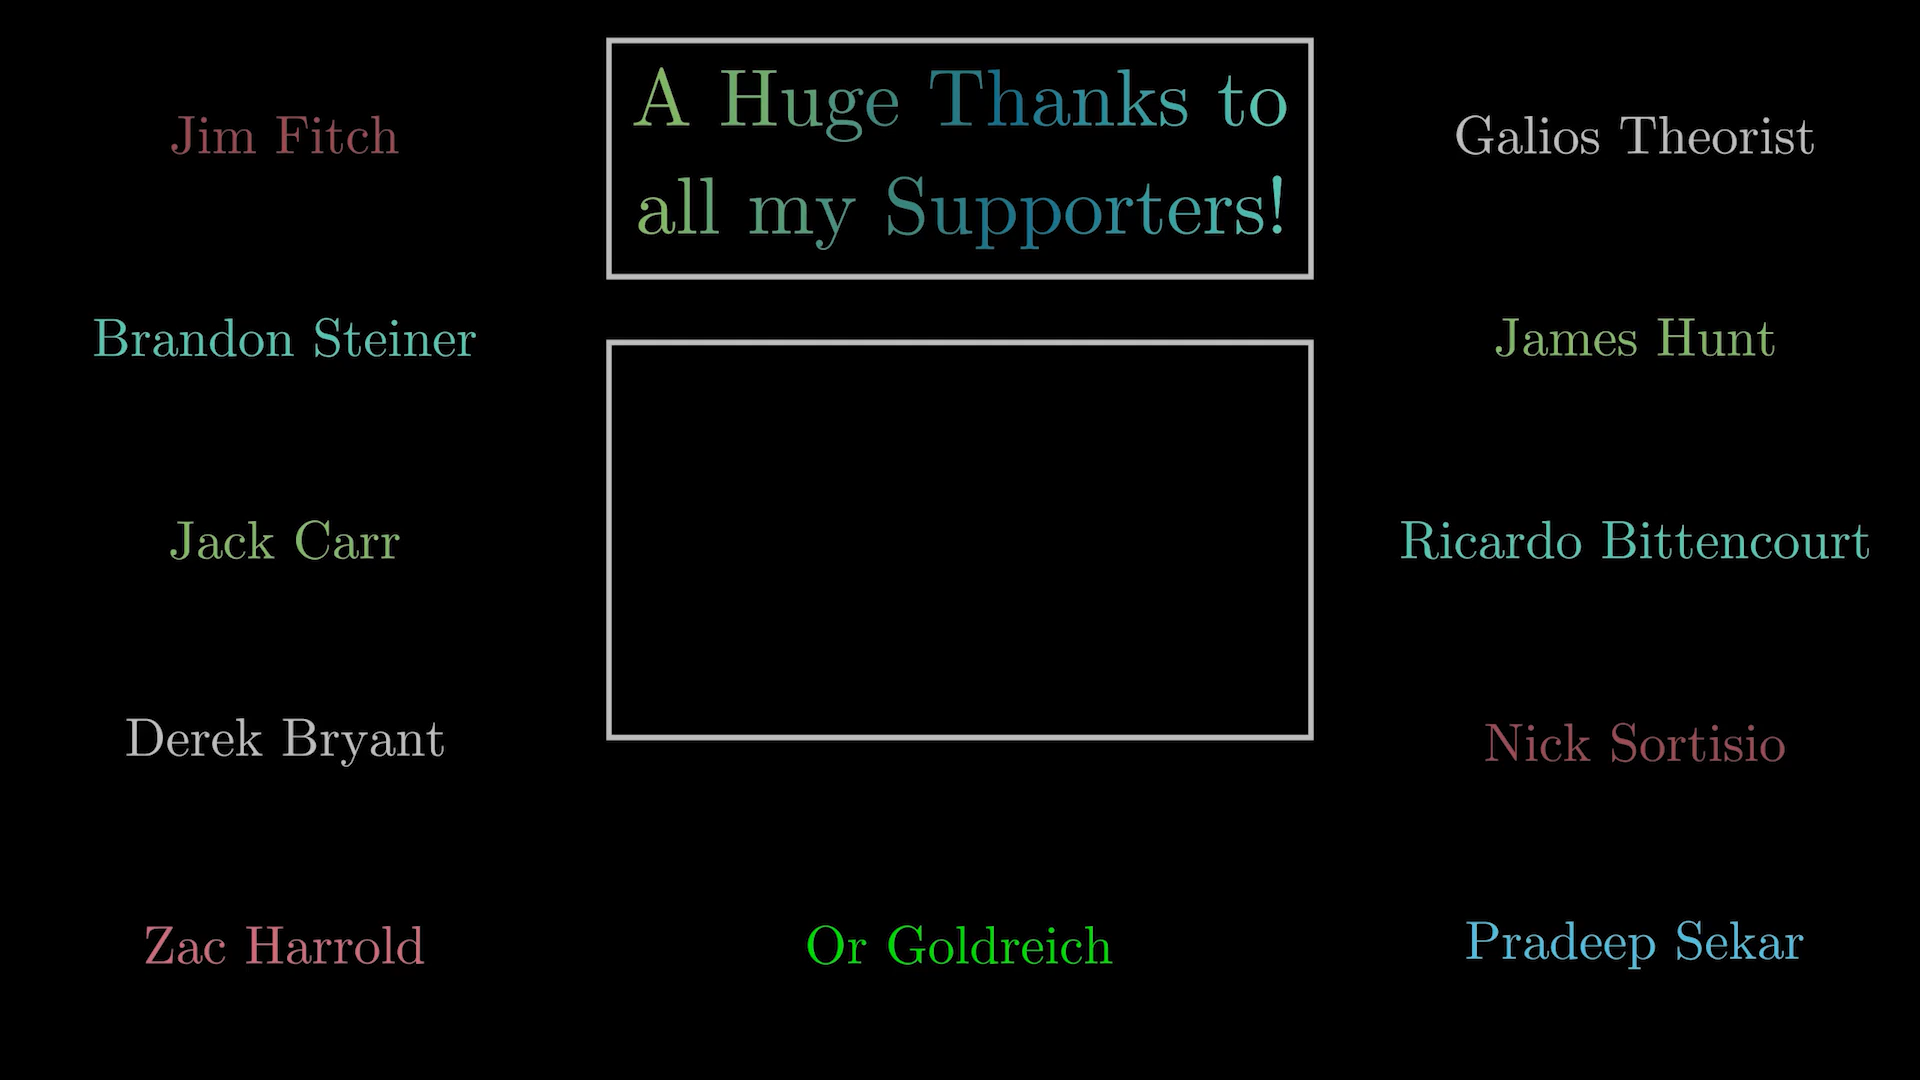 A Huge Thanks to
all my Supporters!
Jim Fitch
Galios Theorist
Brandon Steiner
James Hunt
Jack Carr
Ricardo Bittencourt
Derek Bryant
Nick Sortisio
Zac Harrold
Or Goldreich
Pradeep Sekar